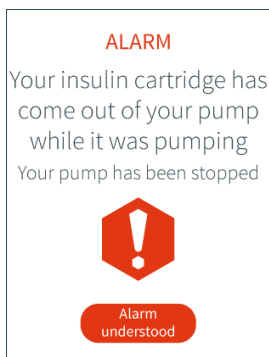 ALARM
Your insulin cartridge has
come out of your pump
while it was pumping
Your pump has been stopped
Alarm
understood